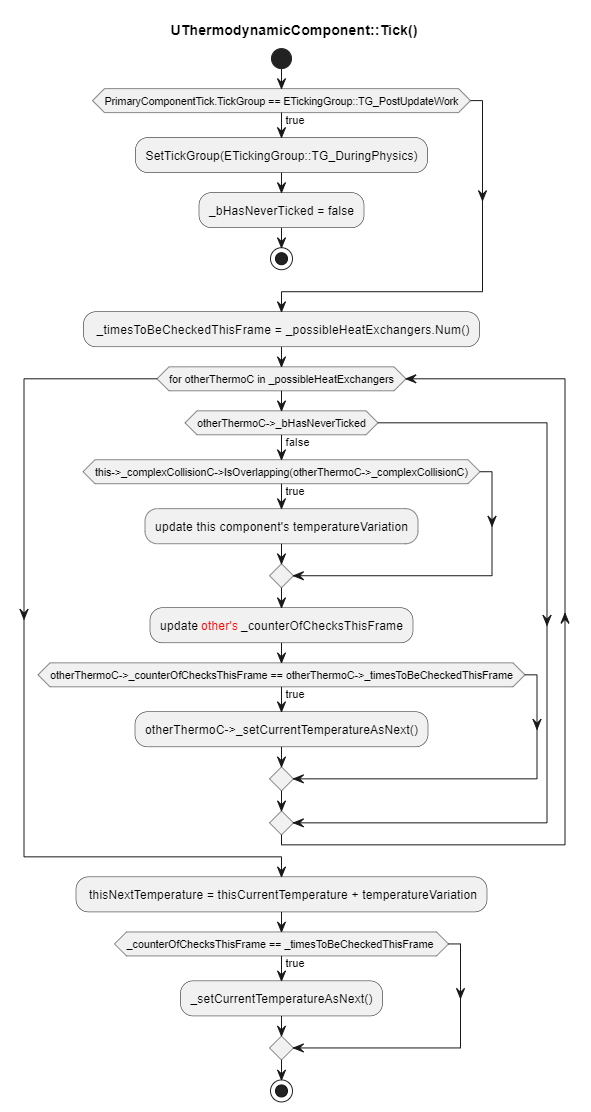 UThermodynamicComponent::Tick()
PrimaryComponentTick.TickGroup == ETickingGroup::TG_PostUpdateWork
true
SetTickGroup(ETickingGroup::TG_DuringPhysics)
_bHasNeverTicked = false
_timesToBeCheckedThisFrame = _possibleHeatExchangers.Num()
for otherThermoC in _possibleHeatExchangers
otherThermoC->_bHasNeverTicked
false
this->_complexCollisionC->IsOverlapping(otherThermoC->_complexCollisionC)
true
update this component's temperatureVariation
update other's _counterOfChecksThisFrame
otherThermoC->_counterOfChecksThisFrame == otherThermoC->_timesToBeCheckedThisFrame
true
otherThermoC->_setCurrentTemperatureAsNext()
thisNextTemperature = thisCurrentTemperature + temperatureVariation
_counterOfChecksThisFrame == _timesToBeCheckedThisFrame
true
_setCurrentTemperatureAsNext()